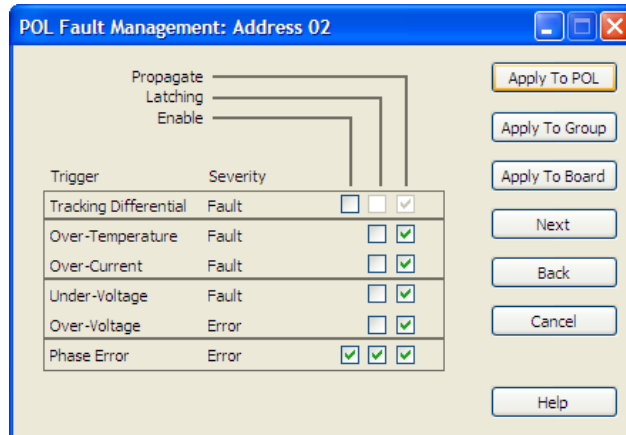 POL Fault Management: Address 02
Propagate
Latching
Enable
Trigger Severity
Tracking Differential Fault
Over-Temperature Fault
Over-Current Fault
Under-Voltage Fault
Over-Voltage Error
Phase Error Error
Apply To POL
Apply To Group
Apply To Board
Next
Back
Cancel
Help